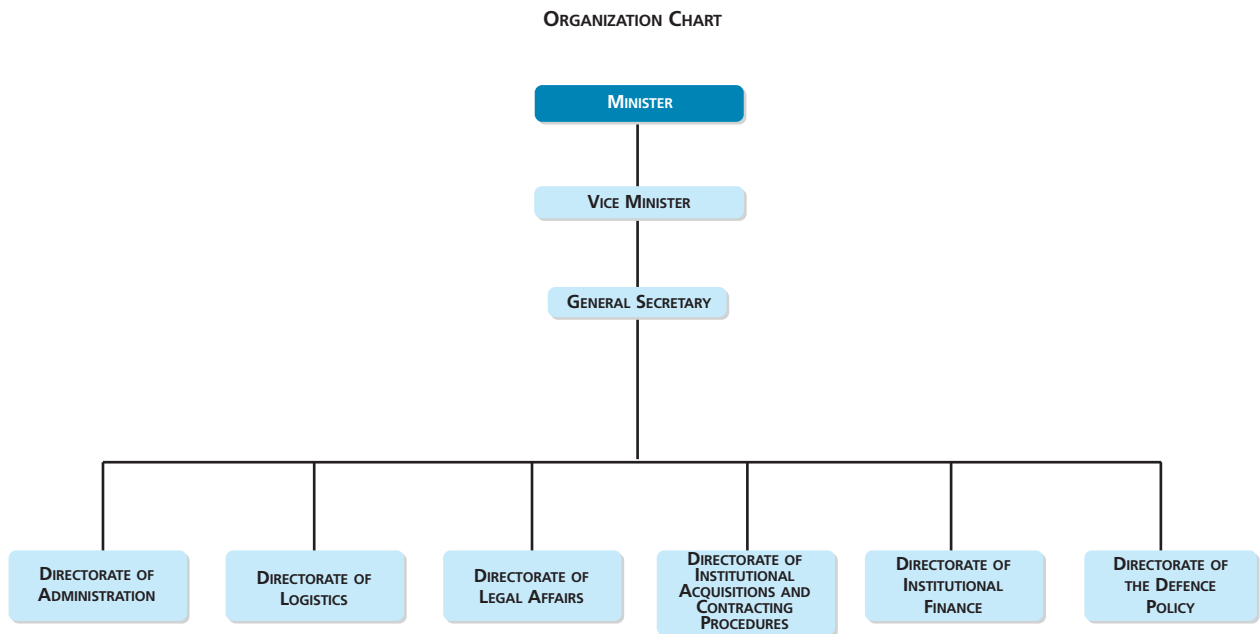 Organization Chart
Minister
Vice Minister
General Secretary
Directorate of
Administration
Directorate of
Logistics
Directorate of
Legal Affairs
Directorate of
Institutional
Acquisitions and
Contracting
Procedures
Directorate of
Institutional
Finance
Directorate of
the Defence
Policy